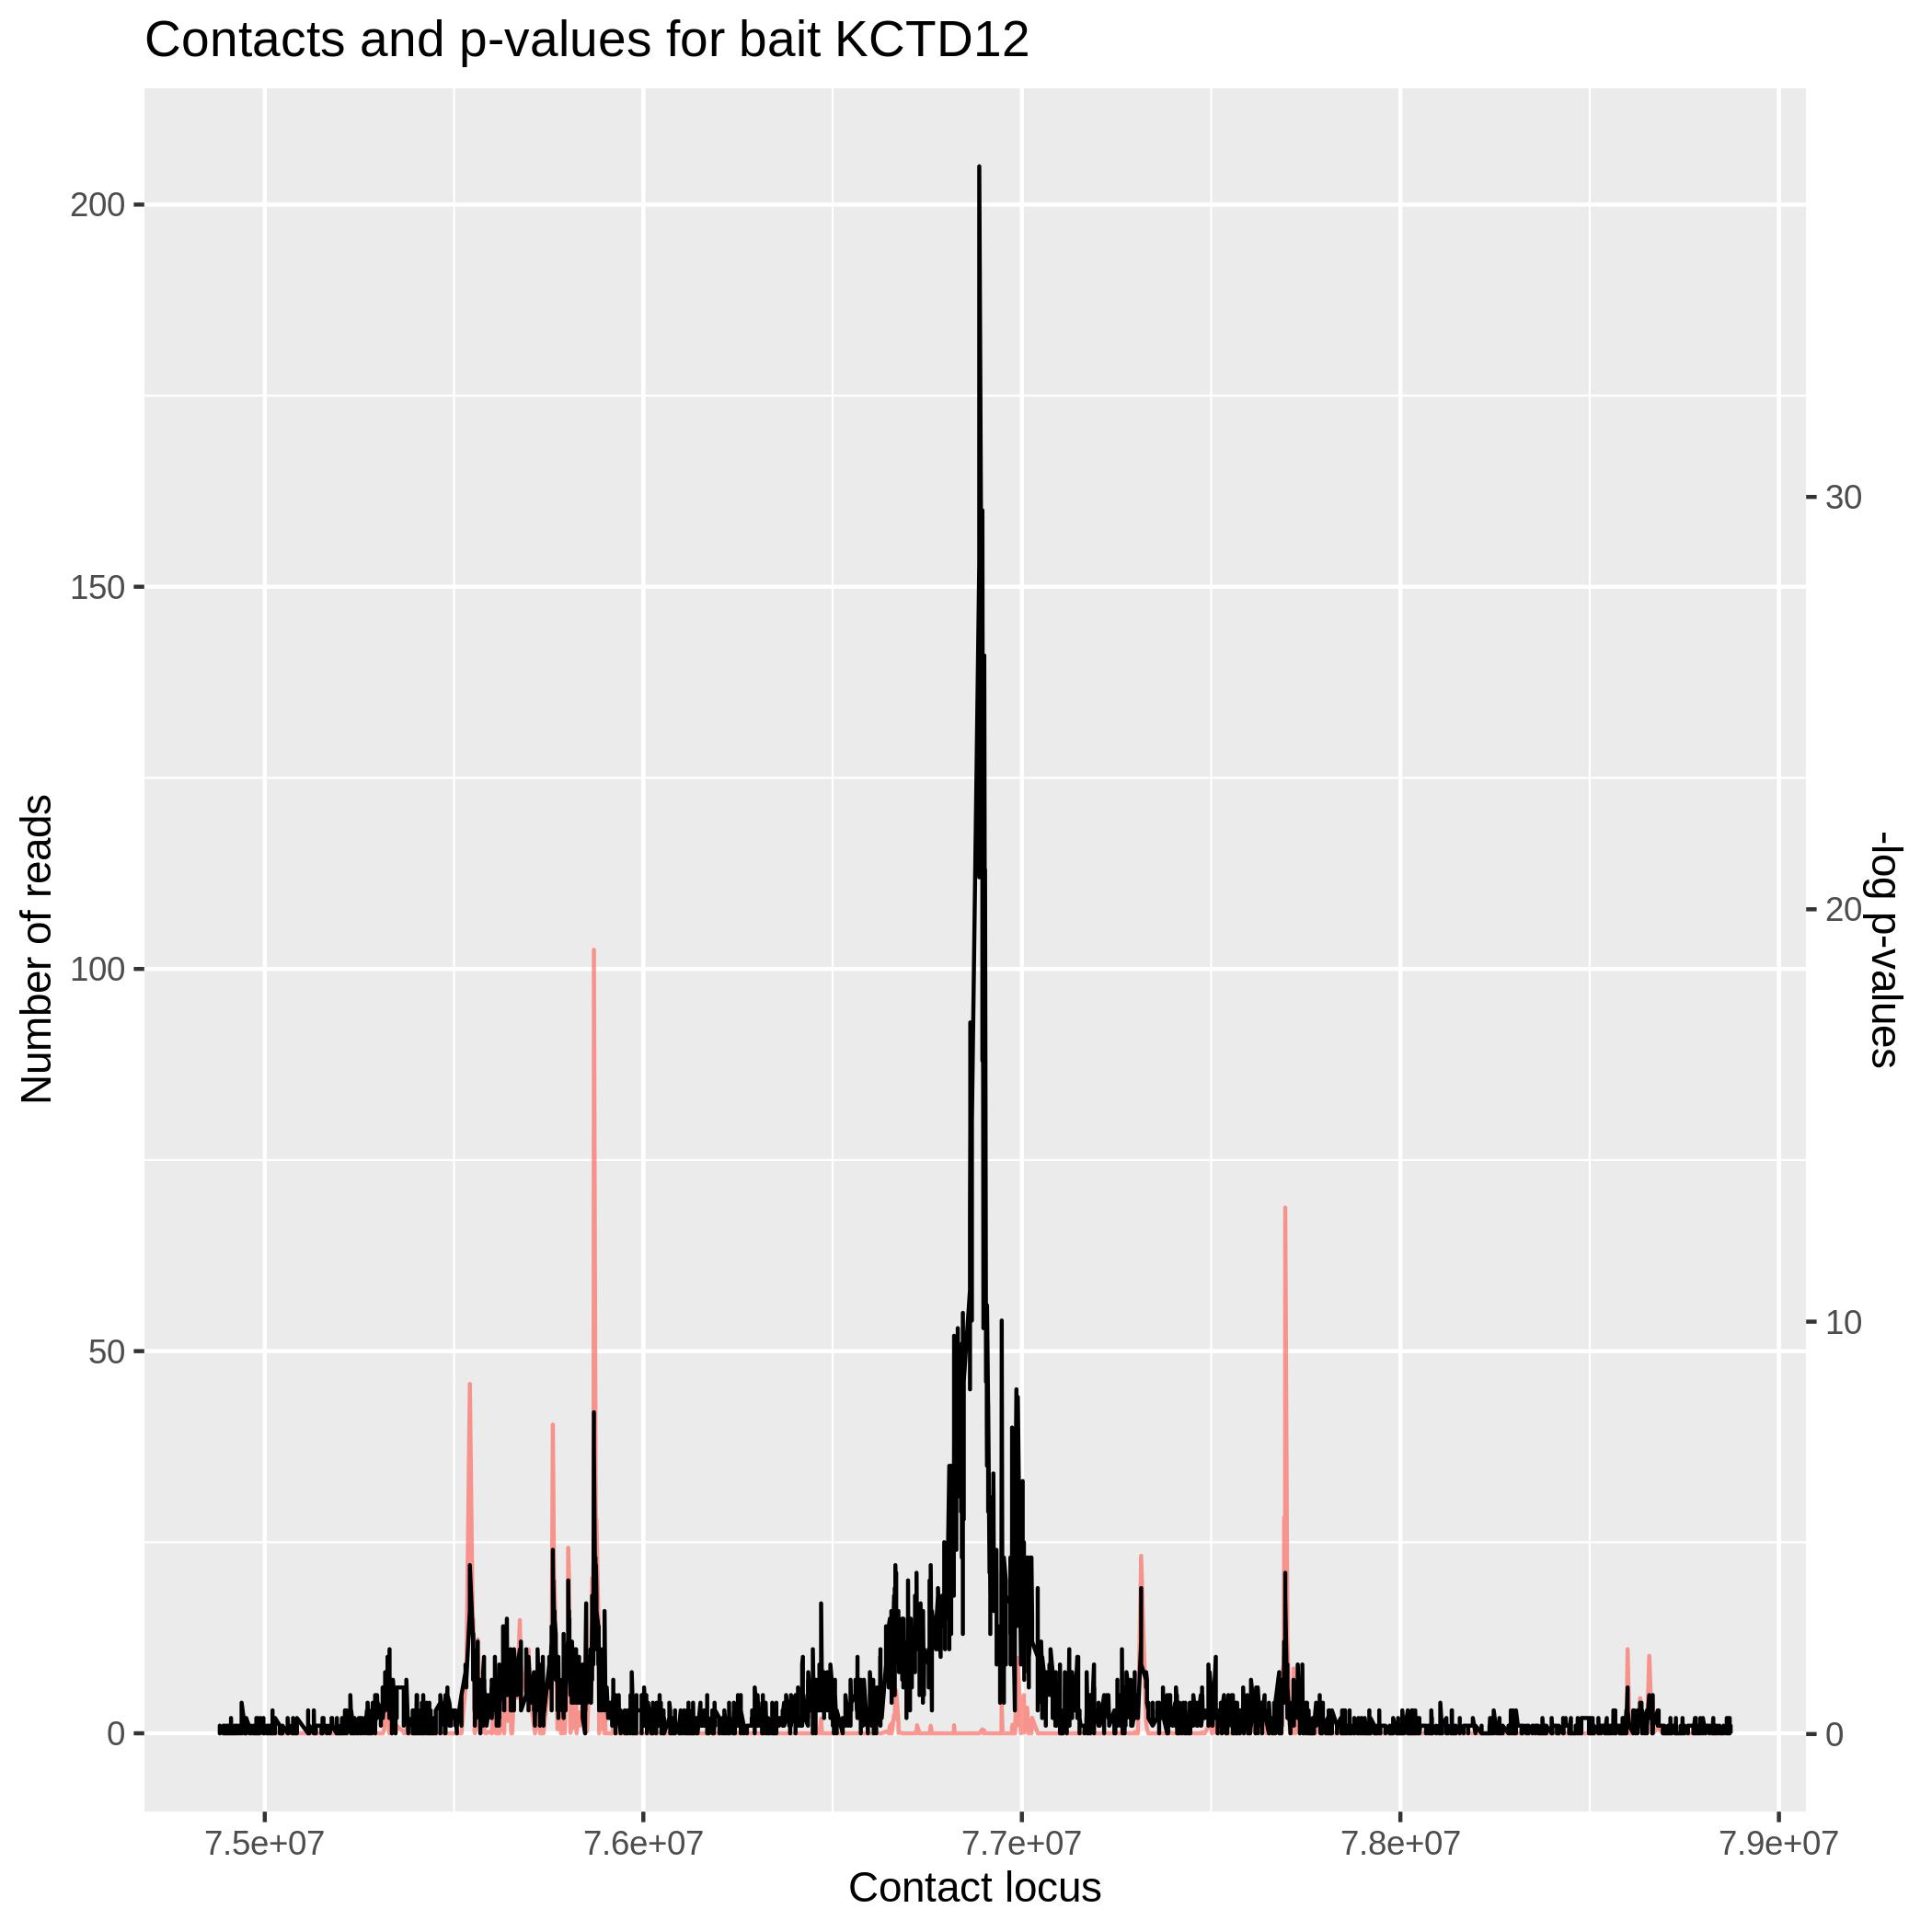 Contacts and p-values for bait KCTD12
Number of reads
200
150
100
50
0
30
20
10
0
-log p-values
7.5e+07 7.6e+07 7.7e+07 7.8e+07 7.9e+07
Contact locus